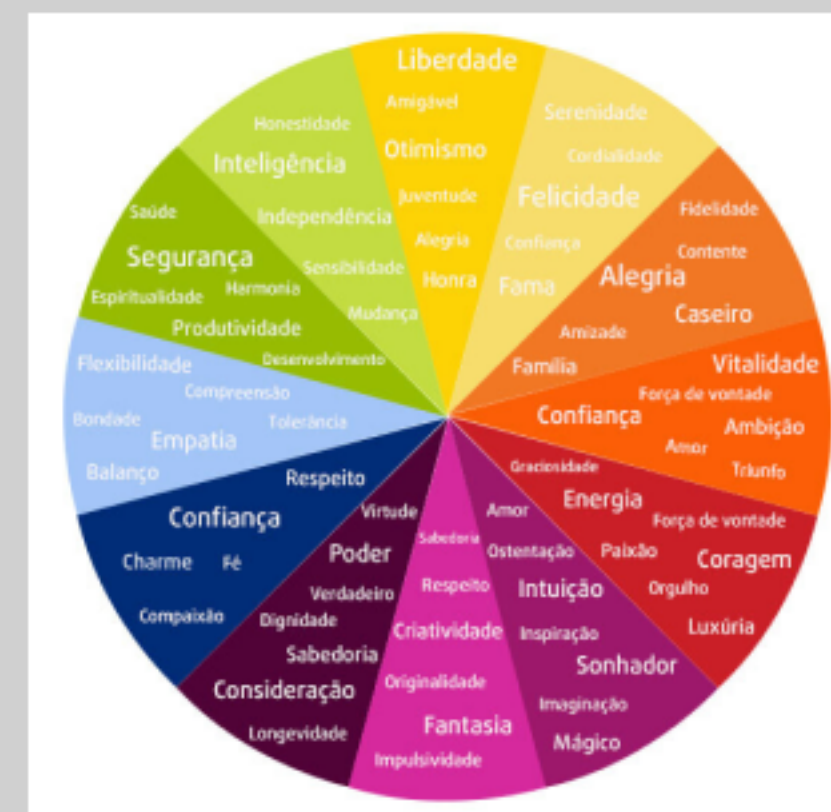 Liberdade
Amigável
Otimismo
Juventude
Alegria
Honra
Serenidade
Cordialidade
Felicidade
Confiança
Fama
Fidelidade
Contente
Alegria
Caseiro
Amizade
Família
Vitalidade
Força de vontade
Confiança
Ambição
Amor
Triunfo
Graciosidade
Energia
Força de vontade
Paixão
Coragem
Orgulho
Luxúria
Amor
Ostentação
Intuição
Inspiração
Sonhador
Imaginação
Mágico
Sabedoria
Respeito
Criatividade
Originalidade
Fantasia
Impulsividade
Virtude
Poder
Verdadeiro
Dignidade
Sabedoria
Consideração
Longevidade
Respeito
Confiança
Charme Fé
Compaixão
Flexibilidade
Compreensão
Bondade
Tolerância
Empatia
Balanço
Saúde
Segurança
Harmonia
Espiritualidade
Produtividade
Desenvolvimento
Honestidade
Inteligência
Independência
Sensibilidade
Mudança